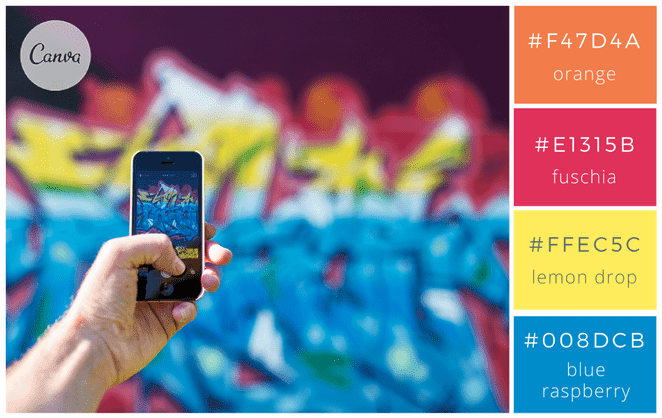 Canva
#F47D4A
orange
#E1315B
fuschia
#FFEC5C
lemon drop
#008DCB
blue
raspberry